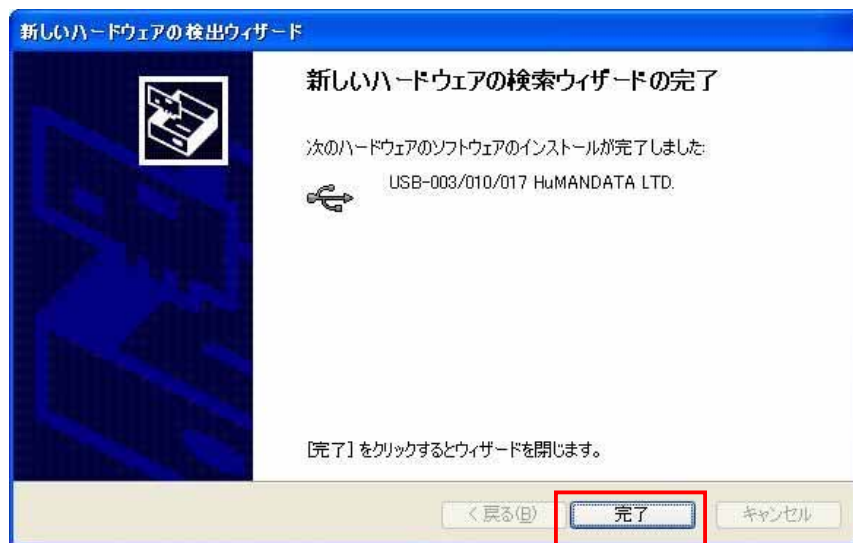 新しいハードウェアの検出ウィザード
新しいハードウェアの検索ウィザードの完了
次のハードウェアのソフトウェアのインストールが完了しました:
USB-003/010/017 HuMANDATA LTD.
[完了] をクリックするとウィザードを閉じます。
< 戻る(B)
完了
キャンセル